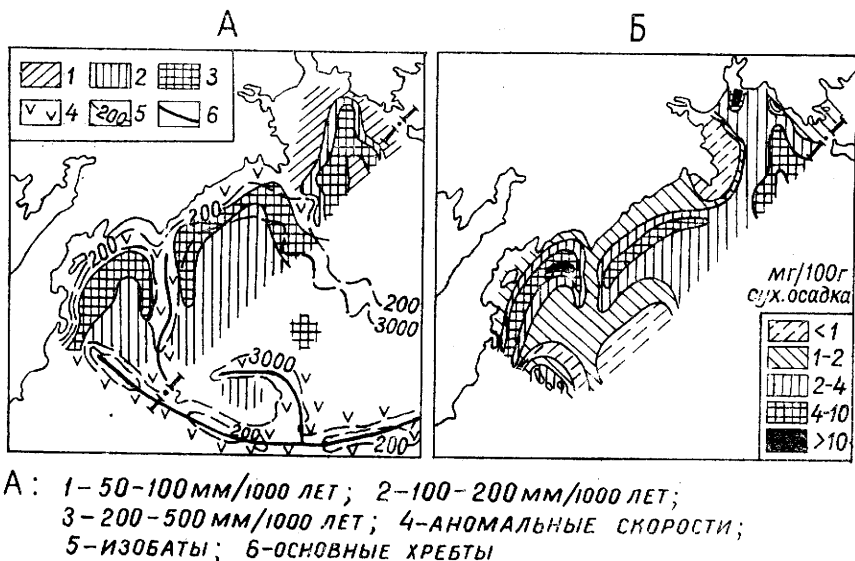 А
Б
1 2 3
4 200 5 6
I-I
I-I
200
200
200
3000
3000
I-I
200
200
мг/100г
сух. осадка
<1
1-2
2-4
4-10
>10
А: 1-50-100 ММ/1000 ЛЕТ; 2-100-200 ММ/1000 ЛЕТ;
3-200-500 ММ/1000 ЛЕТ; 4-АНОМАЛЬНЫЕ СКОРОСТИ;
5-ИЗОБАТЫ; 6-ОСНОВНЫЕ ХРЕБТЫ